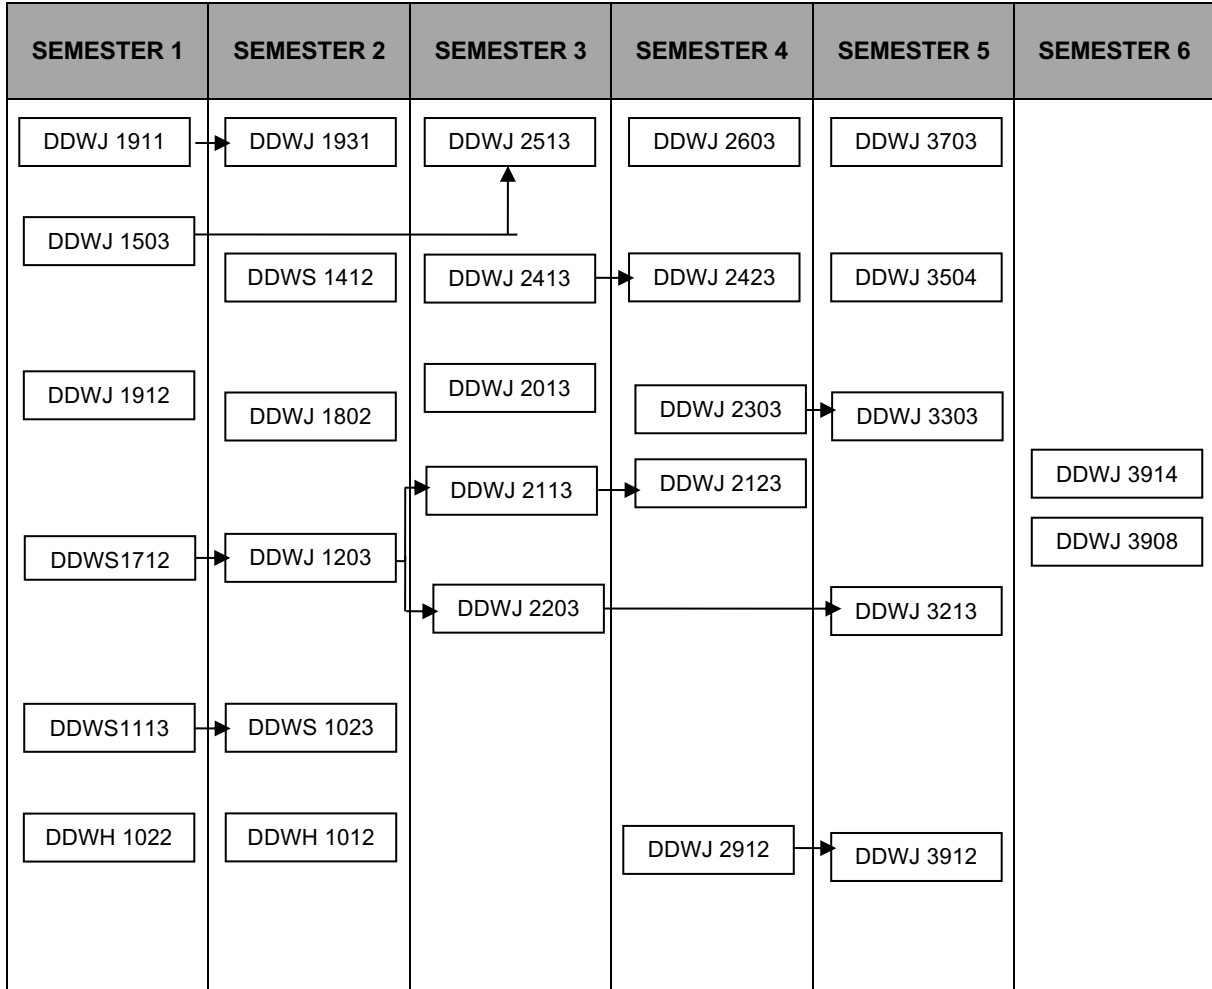 SEMESTER 1 SEMESTER 2 SEMESTER 3 SEMESTER 4 SEMESTER 5 SEMESTER 6
DDWJ 1911 DDWJ 1931 DDWJ 2513 DDWJ 2603 DDWJ 3703
DDWJ 1503
DDWS 1412 DDWJ 2413 DDWJ 2423 DDWJ 3504
DDWJ 1912 DDWJ 2013
DDWJ 1802 DDWJ 2303 DDWJ 3303
DDWJ 2113 DDWJ 2123 DDWJ 3914
DDWS1712 DDWJ 1203 DDWJ 3908
DDWJ 2203 DDWJ 3213
DDWS1113 DDWS 1023
DDWH 1022 DDWH 1012 DDWJ 2912 DDWJ 3912